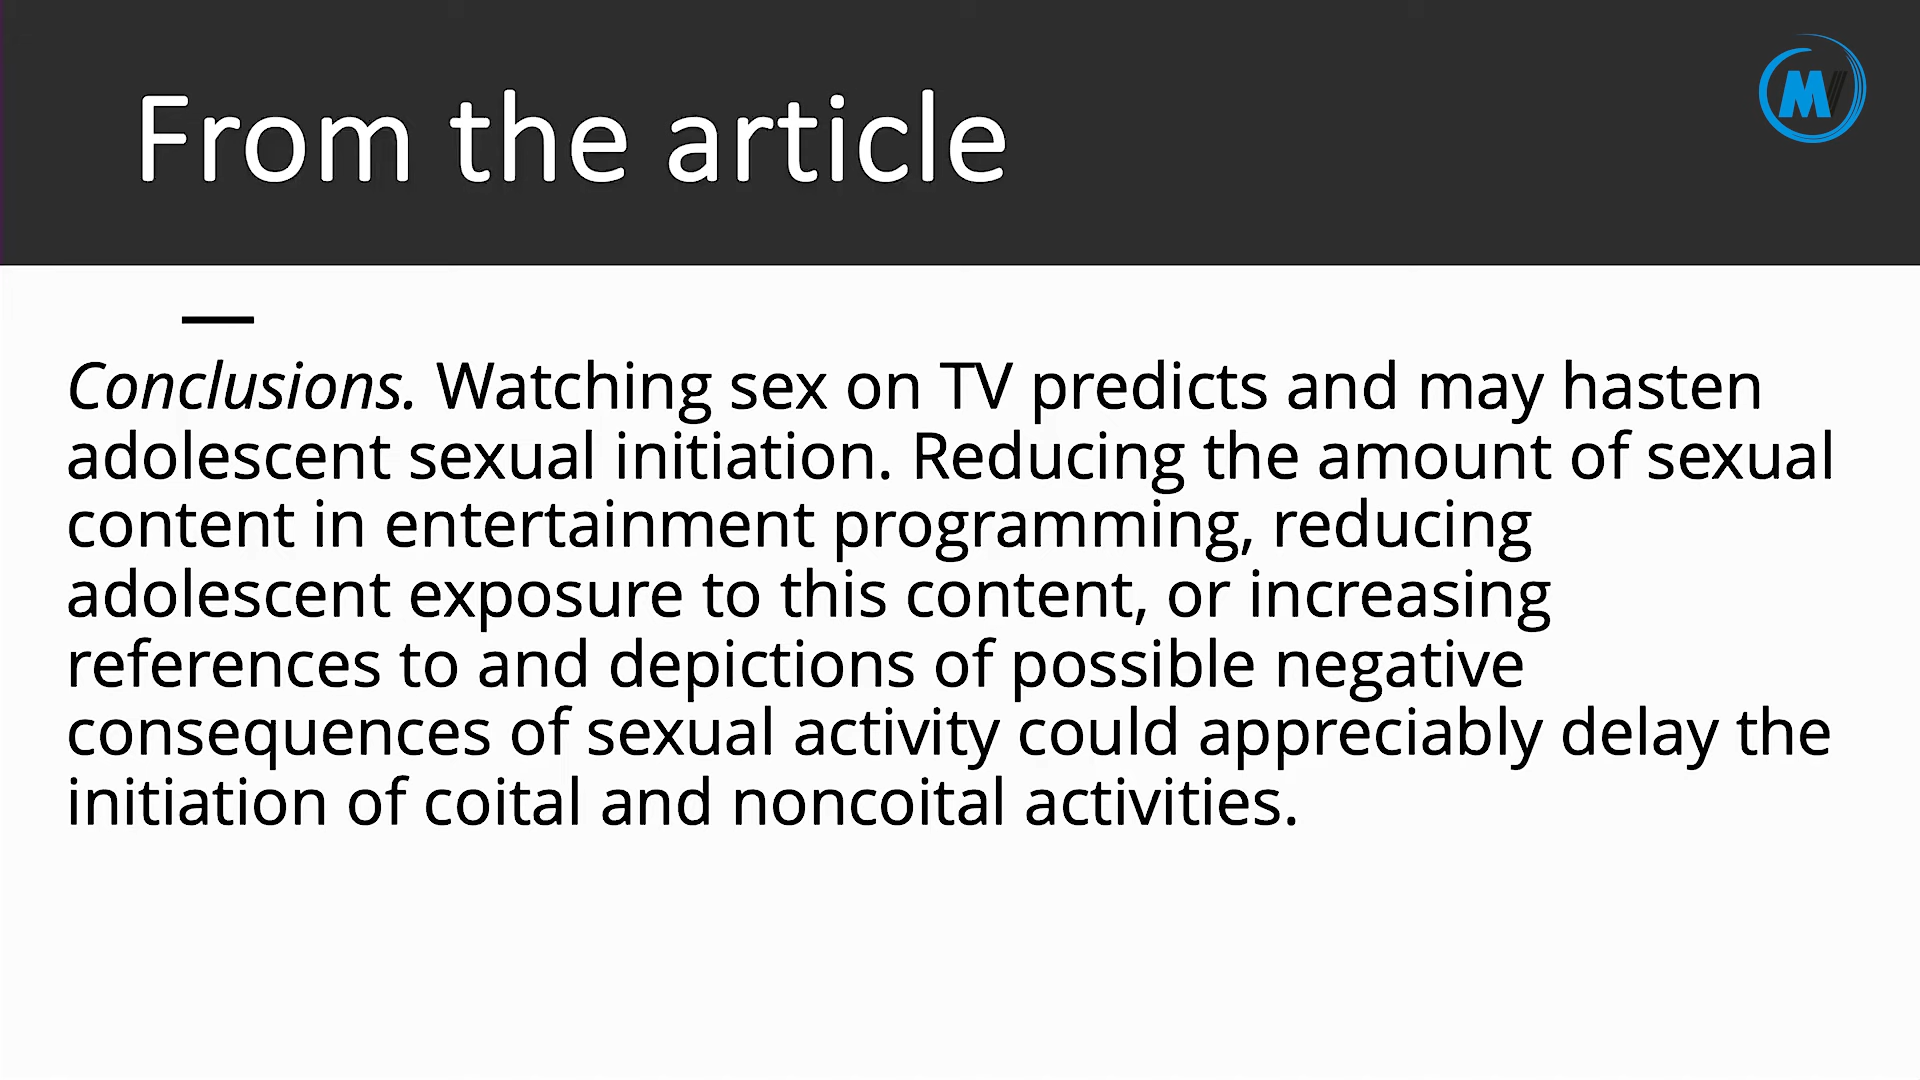 From the article
M
Conclusions. Watching sex on TV predicts and may hasten
adolescent sexual initiation. Reducing the amount of sexual
content in entertainment programming, reducing
adolescent exposure to this content, or increasing
references to and depictions of possible negative
consequences of sexual activity could appreciably delay the
initiation of coital and noncoital activities.